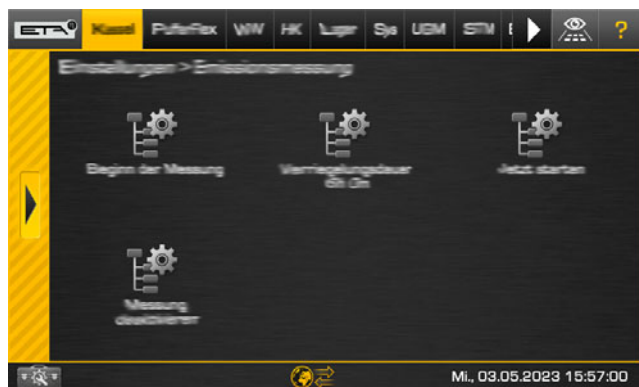 ETA Kessel PufferFlex WW HK Lager Sys UEM STM ?
Einstellungen > Emissionsmessung
Beginn der Messung Verriegelungsdauer Jetzt starten
6h 0m
Messung
deaktivieren
Mi., 03.05.2023 15:57:00